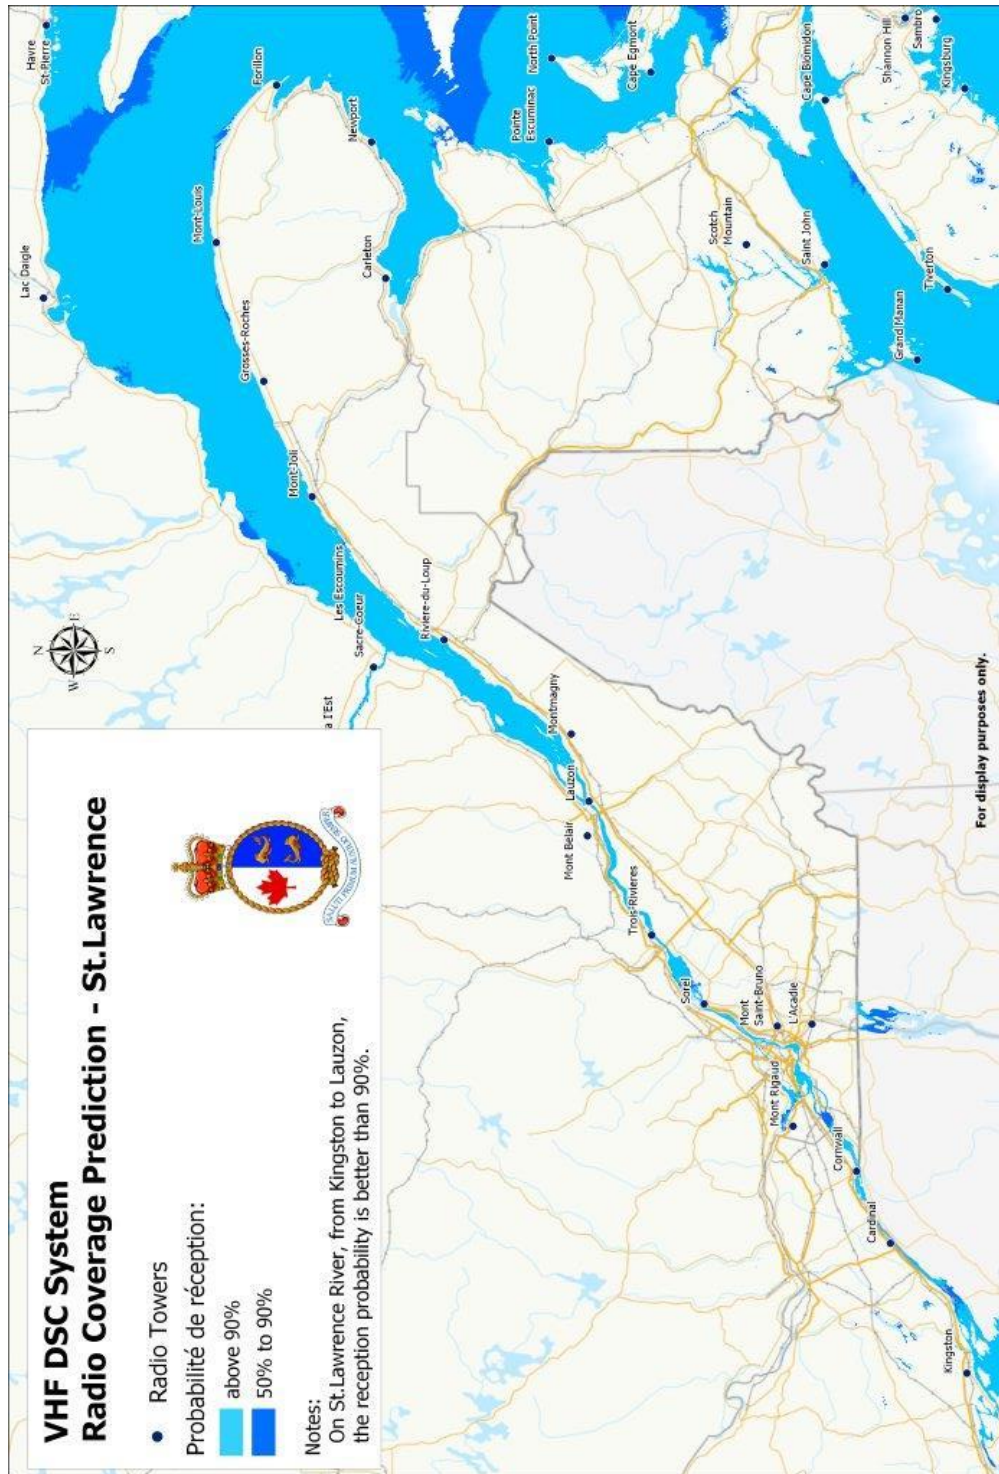 VHF DSC System
Radio Coverage Prediction - St.Lawrence
Radio Towers
Probabilité de réception:
above 90%
50% to 90%
Notes:
On St.Lawrence River, from Kingston to Lauzon,
the reception probability is better than 90%.
N
W
E
S
a l'Est
Lac Daigle
Havre
St-Pierre
Forillon
Mont-Louis
Newport
Grosses-Roches
Carleton
Mont-Joli
Les Escoumins
Sacre-Coeur
Riviere-du-Loup
Montmagny
Lauzon
Mont Belair
Trois-Rivieres
Sorel
Mont
Saint-Bruno
L'Acadie
Mont Rigaud
Cornwall
Cardinal
Kingston
North Point
Pointe
Escuminac
Cape Egmont
Scotch
Mountain
Saint John
Cape Blomidon
Shannon Hill
Sambro
Kingsburg
Tiverton
Grand Manan
For display purposes only.